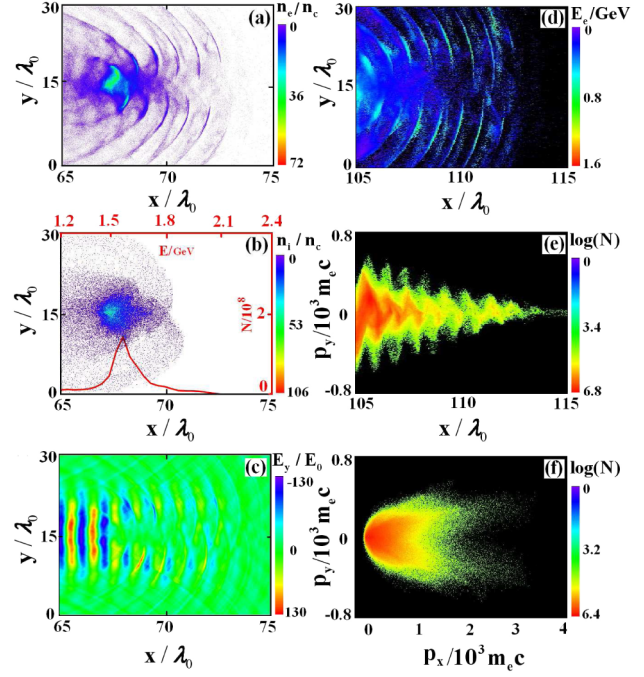 (a) n_e / n_c
30
15
0
y / λ_0
65 70 75
x / λ_0
0
36
72
(d) E_e/GeV
30
15
0
y / λ_0
105 110 115
x / λ_0
0
0.8
1.6
1.2 1.5 1.8 2.1 2.4
E/GeV
(b) n_i / n_c
30
15
0
y / λ_0
N/10^8
2
0
65 70 75
x / λ_0
0
53
106
(e) log(N)
0.8
0
-0.8
p_y/10^3 m_e c
105 110 115
x / λ_0
0
3.4
6.8
(c) E_y / E_0
30
15
0
y / λ_0
65 70 75
x / λ_0
-130
0
130
(f) log(N)
0.8
0
-0.8
p_y/10^3 m_e c
0 1 2 3 4
p_x/10^3 m_e c
0
3.2
6.4